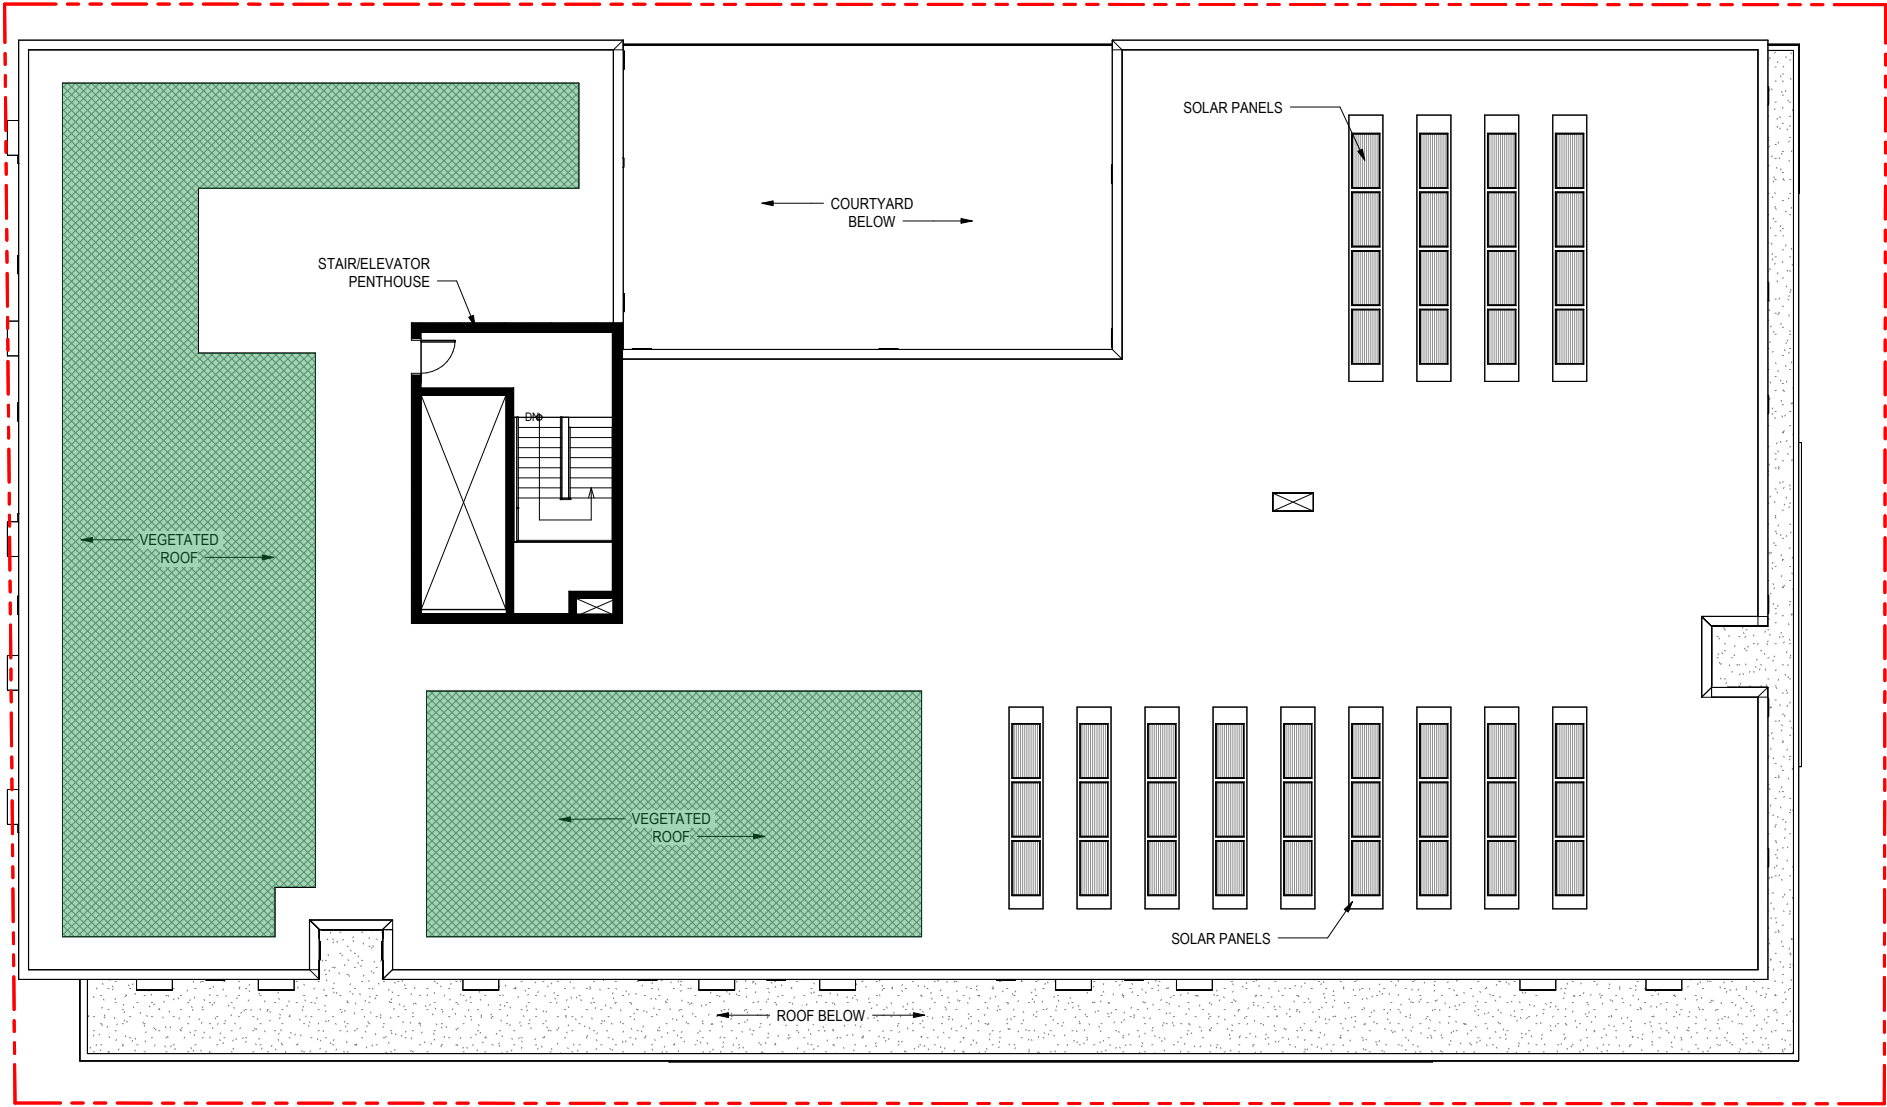 SOLAR PANELS
COURTYARD
BELOW
STAIR/ELEVATOR
PENTHOUSE
DN
VEGETATED
ROOF
VEGETATED
ROOF
SOLAR PANELS
ROOF BELOW